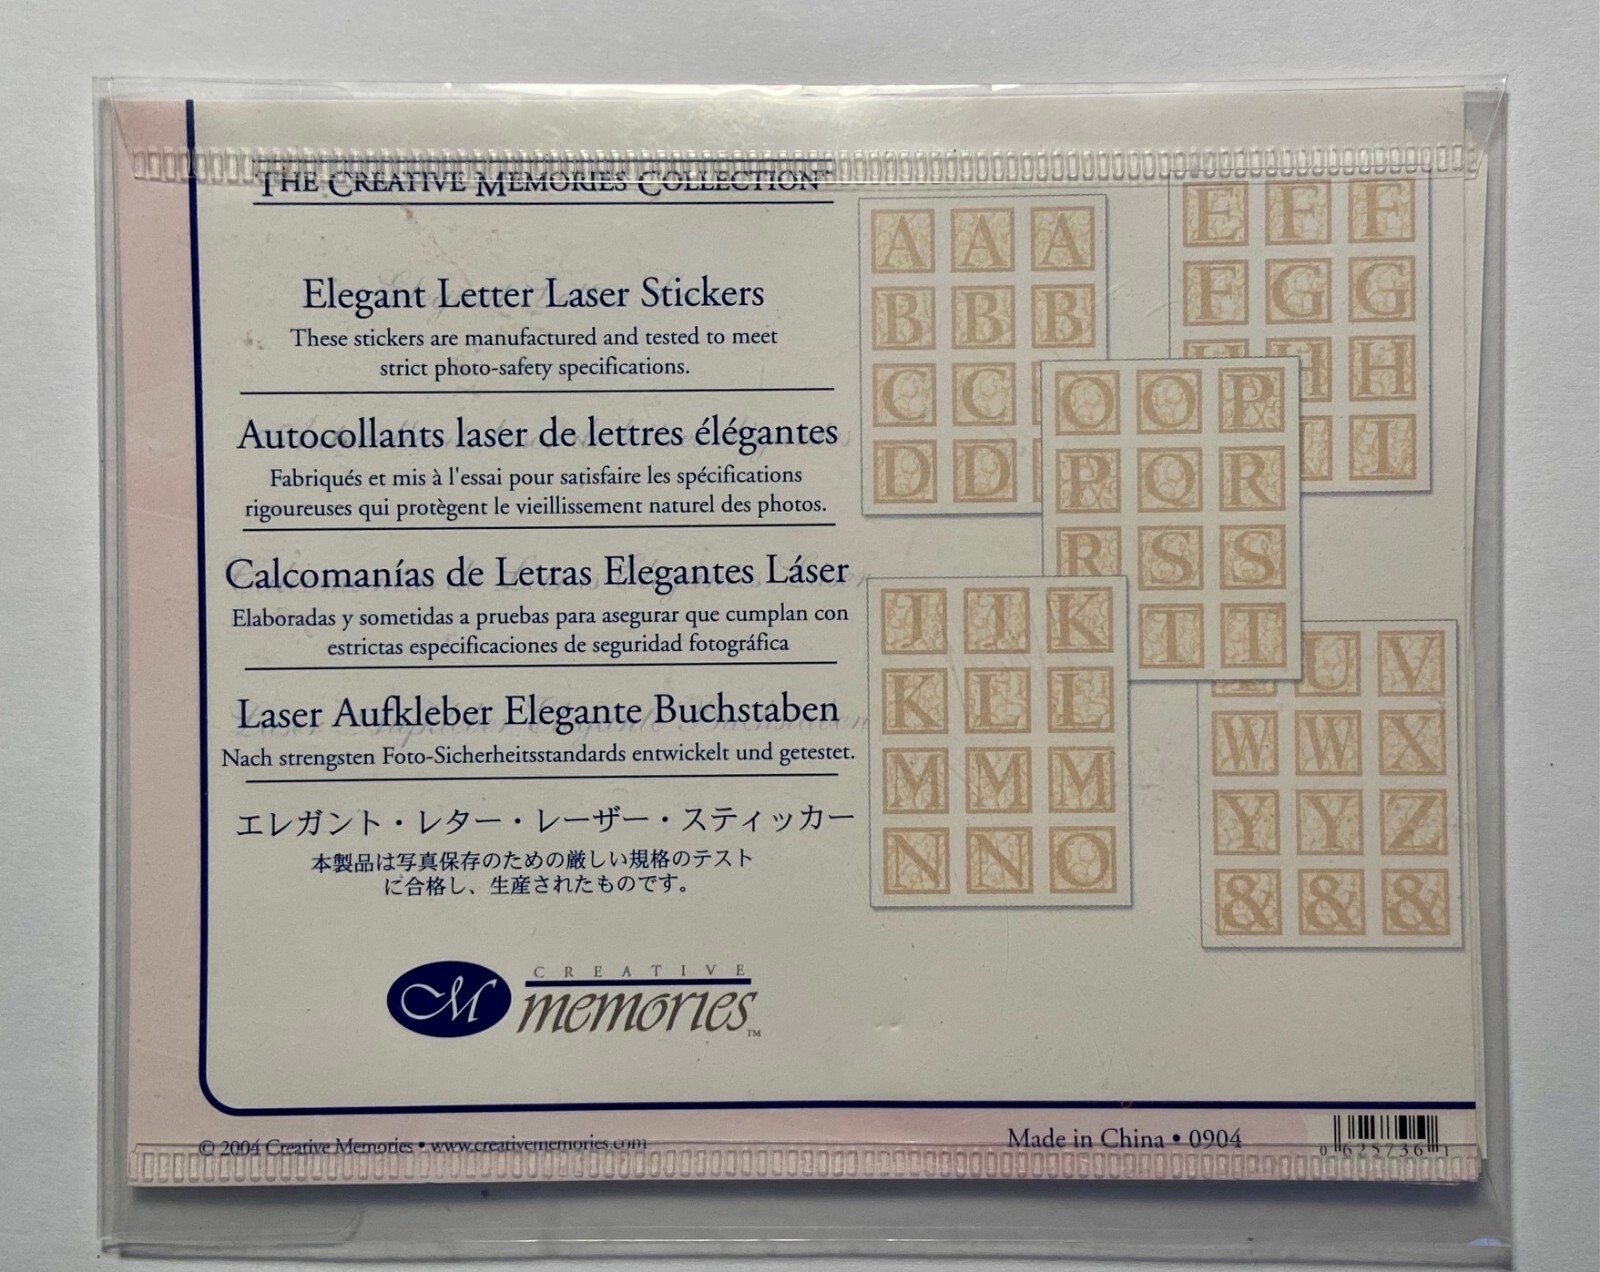 THE CREATIVE MEMORIES COLLECTION™
Elegant Letter Laser Stickers
These stickers are manufactured and tested to meet
strict photo-safety specifications.
Autocollants laser de lettres élégantes
Fabriqués et mis à l'essai pour satisfaire les spécifications
rigoureuses qui protègent le vieillissement naturel des photos.
Calcomanías de Letras Elegantes Láser
Elaboradas y sometidas a pruebas para asegurar que cumplan con
estrictas especificaciones de seguridad fotográfica
Laser Aufkleber Elegante Buchstaben
Nach strengsten Foto-Sicherheitsstandards entwickelt und getestet.
エレガント・レター・レーザー・スティッカー
本製品は写真保存のための厳しい規格のテスト
に合格し、生産されたものです。
CM CREATIVE
memories™
A A A
B B B
C C
D D
E F F
F G G
H H H
I
O O P
P Q R
R S S
T T
J J K
K L L
M M M
N N O
U V
W W X
Y Y Z
& & &
© 2004 Creative Memories • www.creativememories.com
Made in China • 0904
0 625736 1